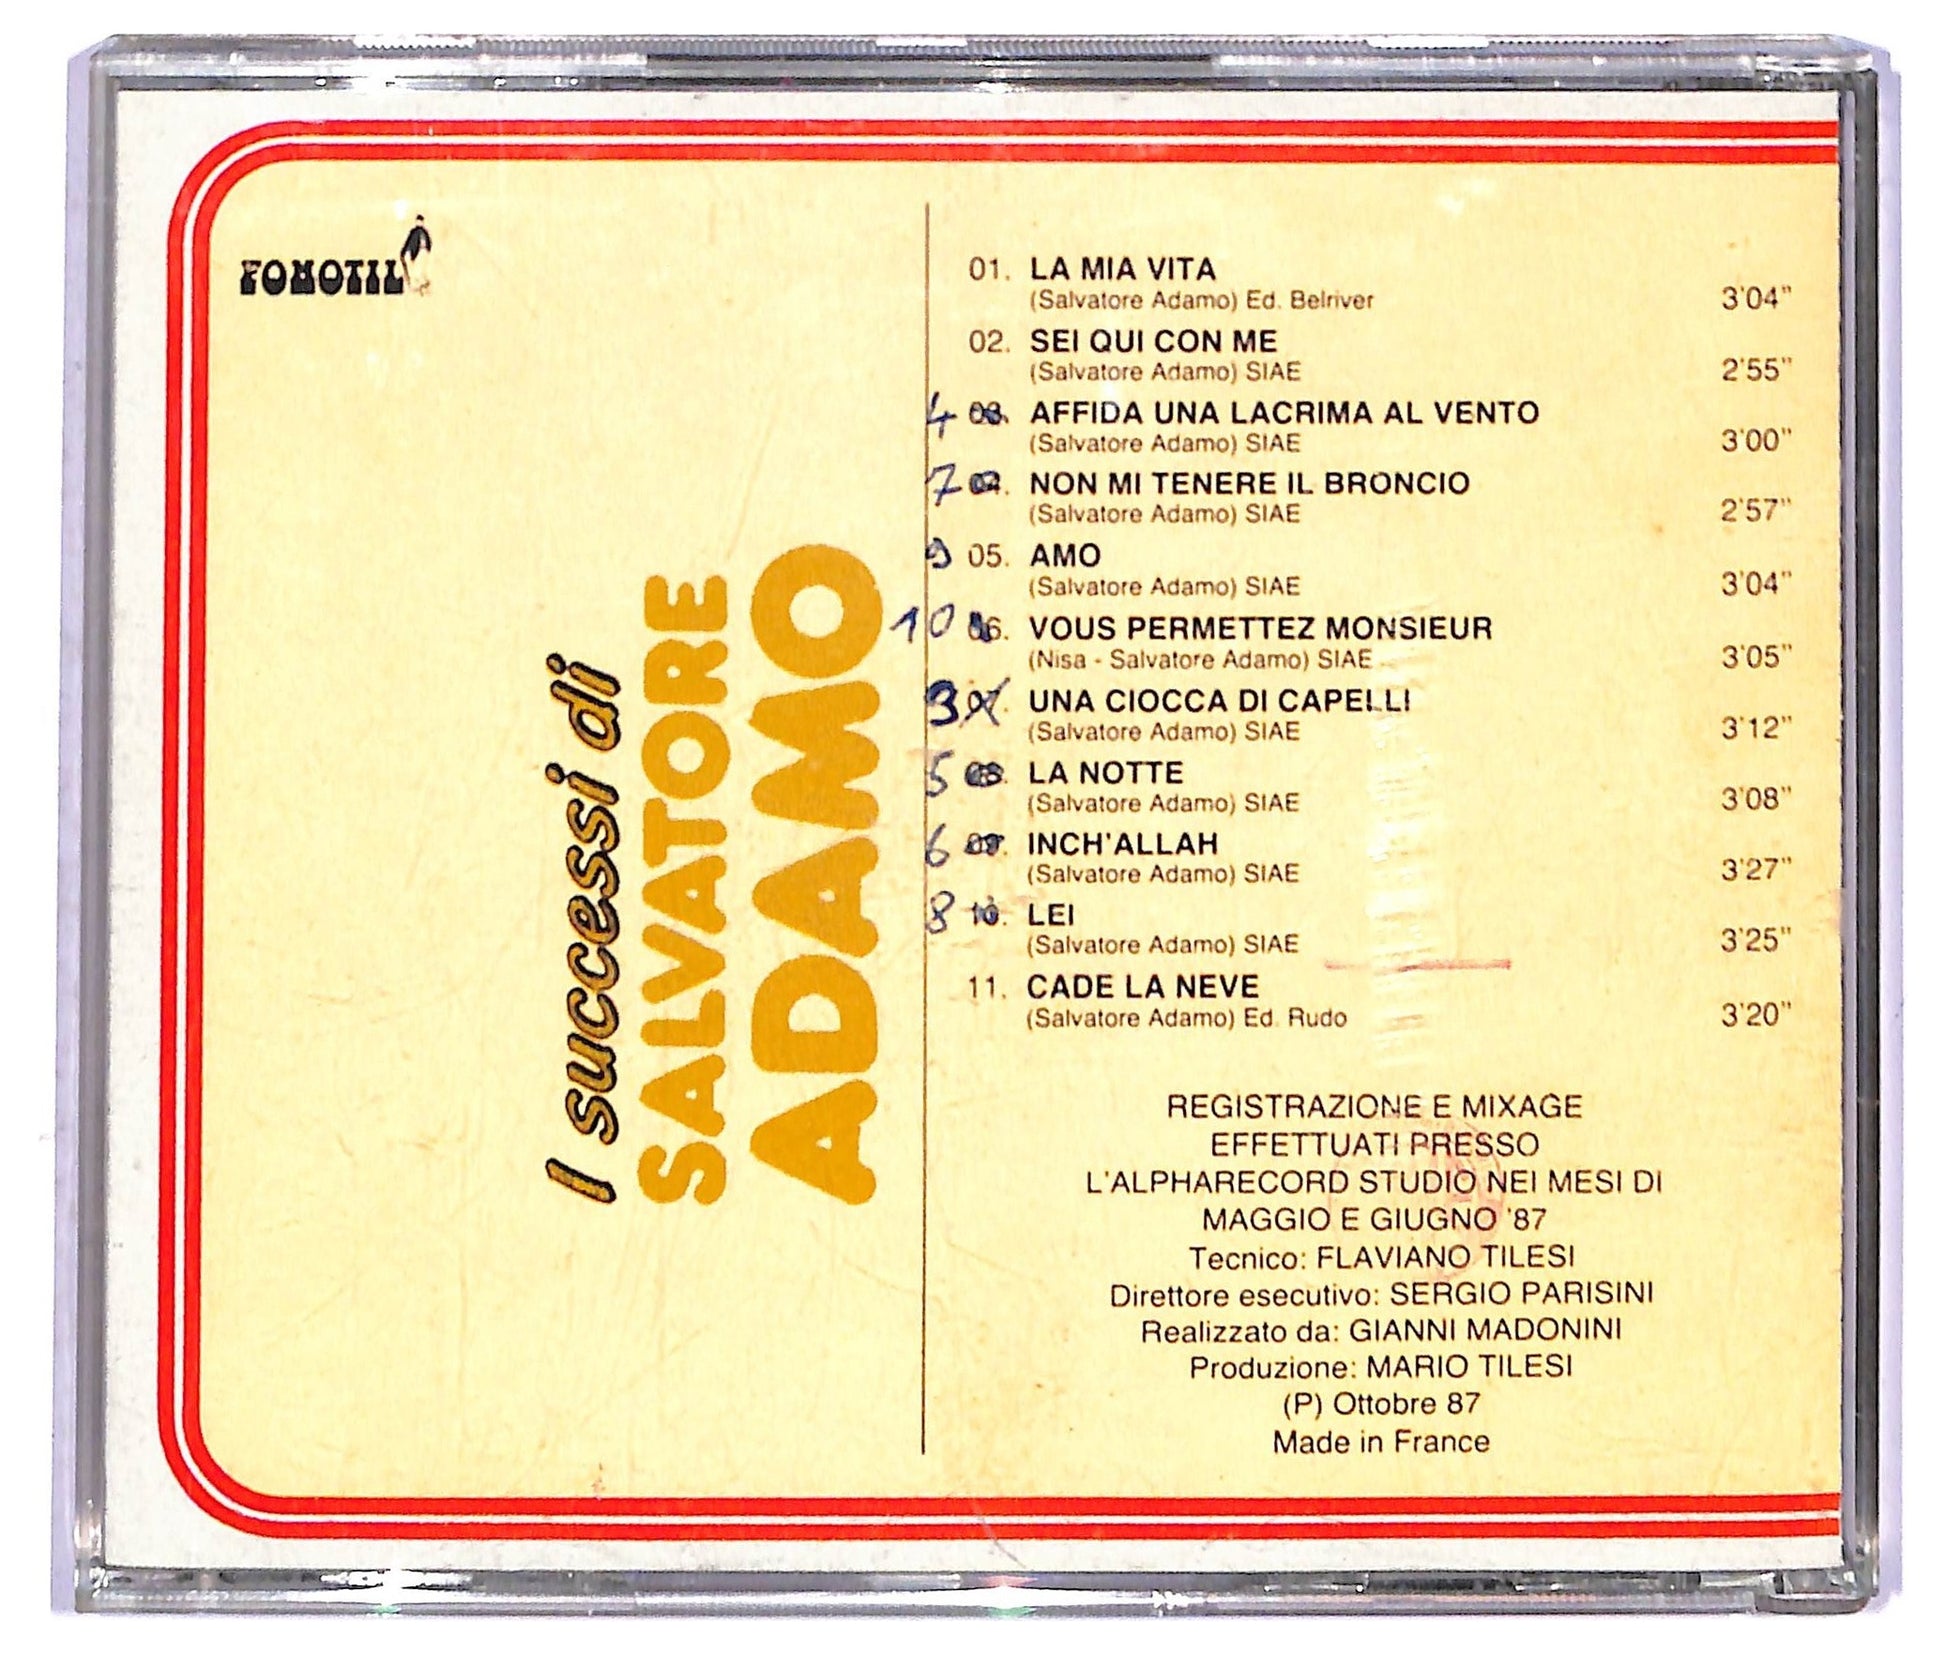 FOMOTIL
I successi di
SALVATORE
ADAMO
01. LA MIA VITA
(Salvatore Adamo) Ed. Belriver 3'04"
02. SEI QUI CON ME
(Salvatore Adamo) SIAE 2'55"
4 03. AFFIDA UNA LACRIMA AL VENTO
(Salvatore Adamo) SIAE 3'00"
7 04. NON MI TENERE IL BRONCIO
(Salvatore Adamo) SIAE 2'57"
9 05. AMO
(Salvatore Adamo) SIAE 3'04"
10 06. VOUS PERMETTEZ MONSIEUR
(Nisa - Salvatore Adamo) SIAE 3'05"
3 07. UNA CIOCCA DI CAPELLI
(Salvatore Adamo) SIAE 3'12"
5 08. LA NOTTE
(Salvatore Adamo) SIAE 3'08"
6 09. INCH'ALLAH
(Salvatore Adamo) SIAE 3'27"
8 10. LEI
(Salvatore Adamo) SIAE 3'25"
11. CADE LA NEVE
(Salvatore Adamo) Ed. Rudo 3'20"
REGISTRAZIONE E MIXAGE
EFFETTUATI PRESSO
L'ALPHARECORD STUDIO NEI MESI DI
MAGGIO E GIUGNO '87
Tecnico: FLAVIANO TILESI
Direttore esecutivo: SERGIO PARISINI
Realizzato da: GIANNI MADONINI
Produzione: MARIO TILESI
(P) Ottobre 87
Made in France